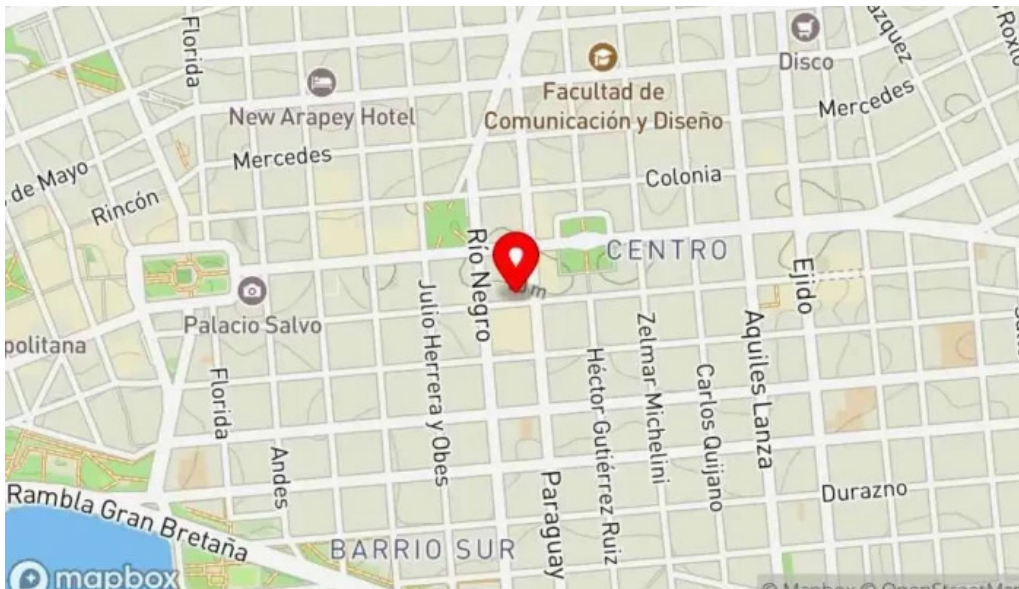 Florida
New Arapey Hotel
Facultad de
Comunicación y Diseño
Disco
Mercedes
de Mayo
Rincón
Mercedes
Colonia
CENTRO
Río Negro
Palacio Salvo
politana
Julio Herrera y Obes
Ejido
Zelmar Michelini
Aquiles Lanza
Héctor Gutiérrez Ruiz
Carlos Quijano
Florida
Andes
Paraguay
Durazno
Rambla Gran Bretaña
BARRIO SUR
mapbox
© Mapbox © OpenStreetMap